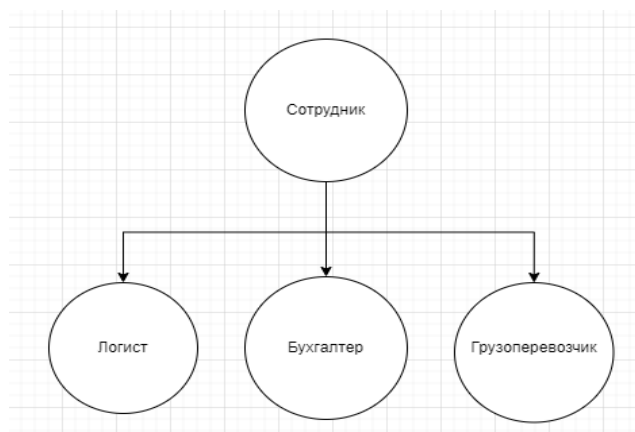 Сотрудник
Логист
Бухгалтер
Грузоперевозчик